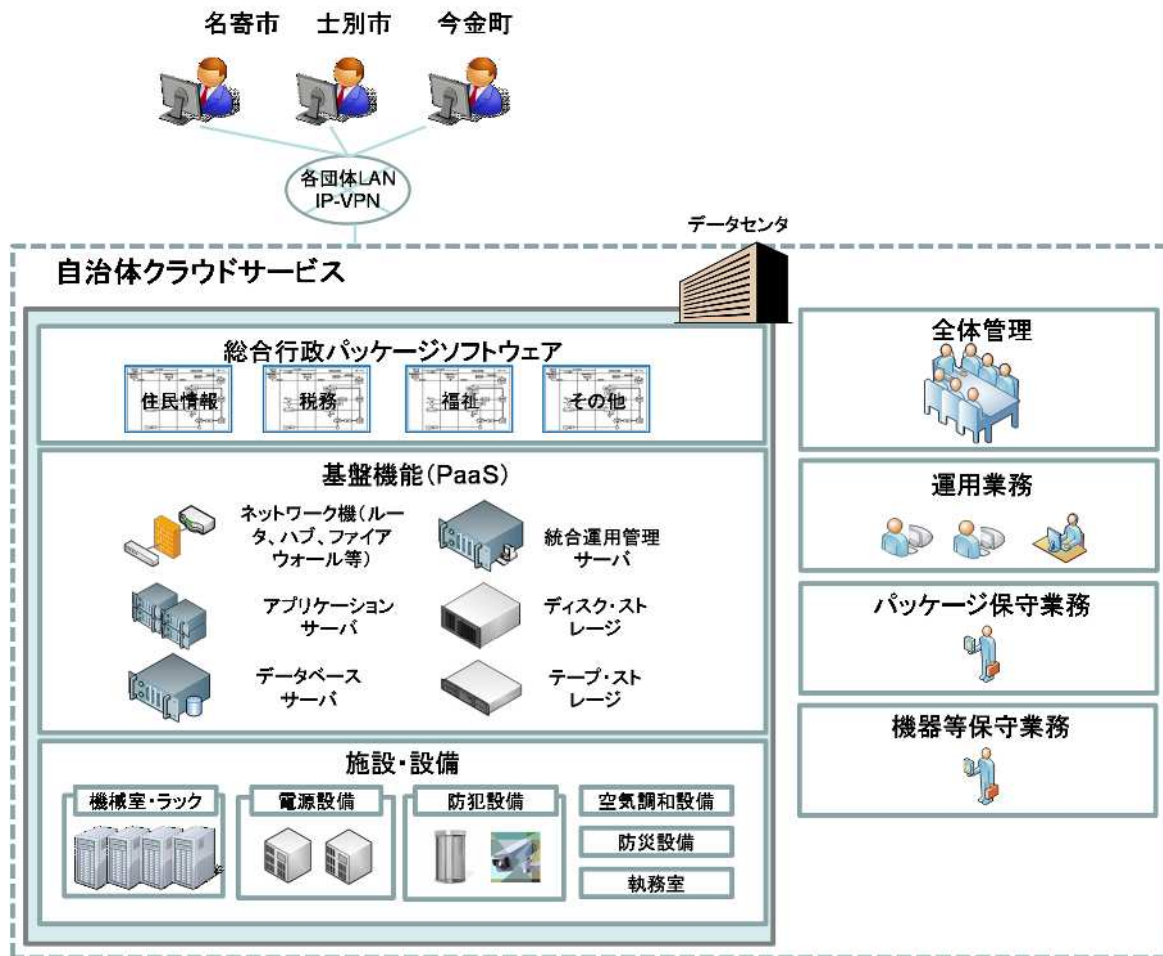 名寄市
士別市
今金町
各団体LAN
IP-VPN
データセンタ
自治体クラウドサービス
総合行政パッケージソフトウェア
住民情報
税務
福祉
その他
基盤機能(PaaS)
ネットワーク機(ルー
タ、ハブ、ファイア
ウォール等)
統合運用管理
サーバ
アプリケーション
サーバ
ディスク・スト
レージ
データベース
サーバ
テープ・スト
レージ
施設・設備
機械室・ラック
電源設備
防犯設備
空気調和設備
防災設備
執務室
全体管理
運用業務
パッケージ保守業務
機器等保守業務